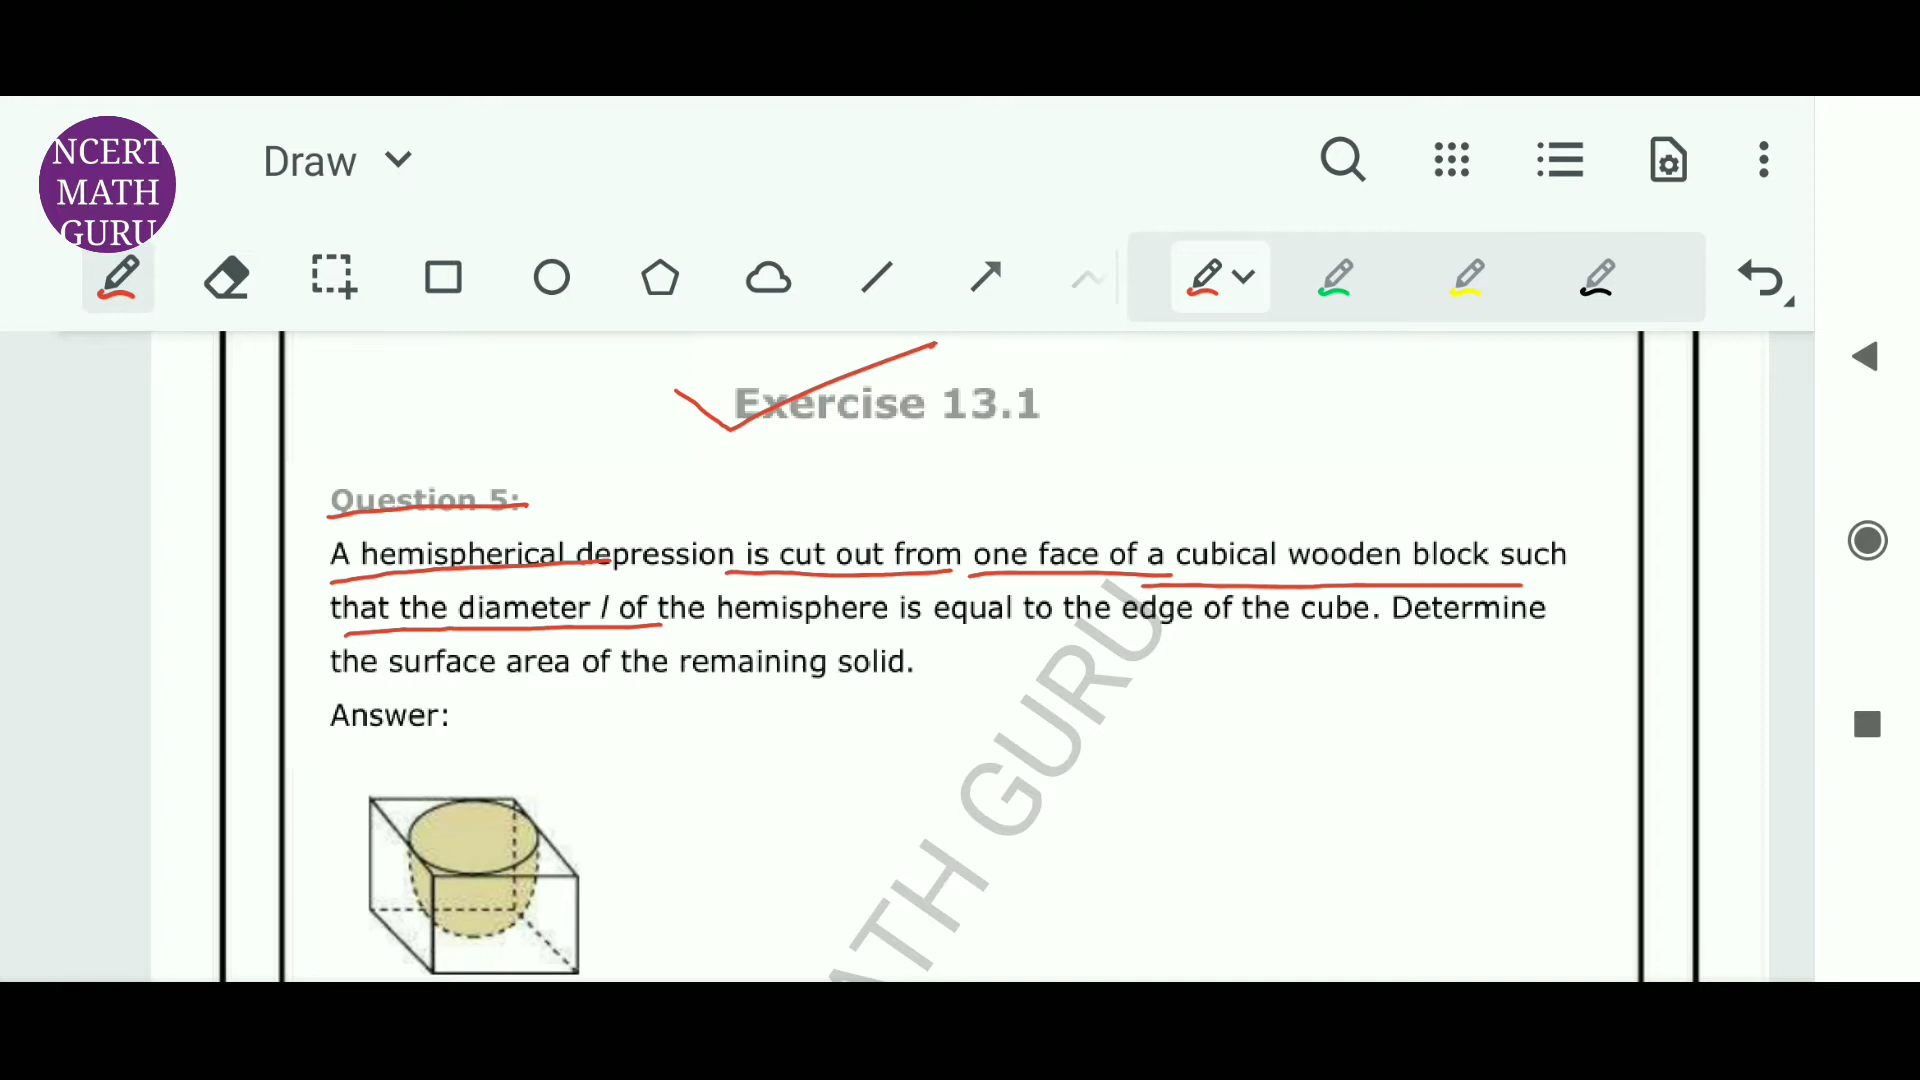 NCERT
MATH
GURU
Draw
Exercise 13.1
Question 5:
A hemispherical depression is cut out from one face of a cubical wooden block such
that the diameter l of the hemisphere is equal to the edge of the cube. Determine
the surface area of the remaining solid.
Answer:
ATH GURU